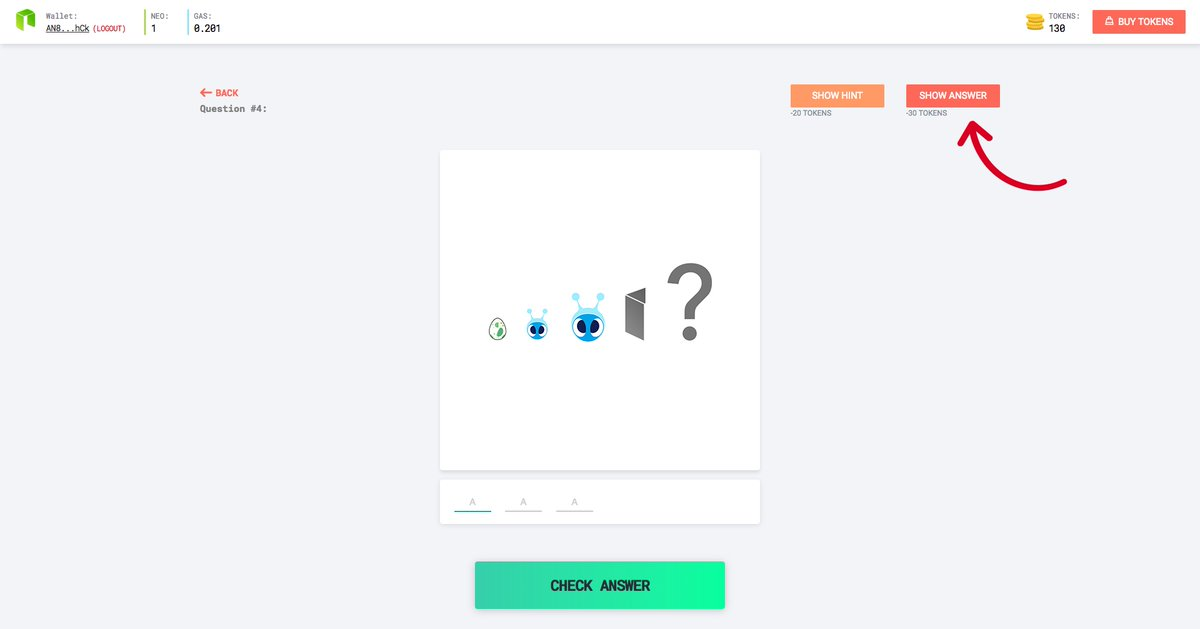 Wallet:
AN8...hCk (LOGOUT)
NEO:
1
GAS:
0.201
TOKENS:
130
BUY TOKENS
BACK
Question #4:
SHOW HINT
-20 TOKENS
SHOW ANSWER
-30 TOKENS
?
A A A
CHECK ANSWER